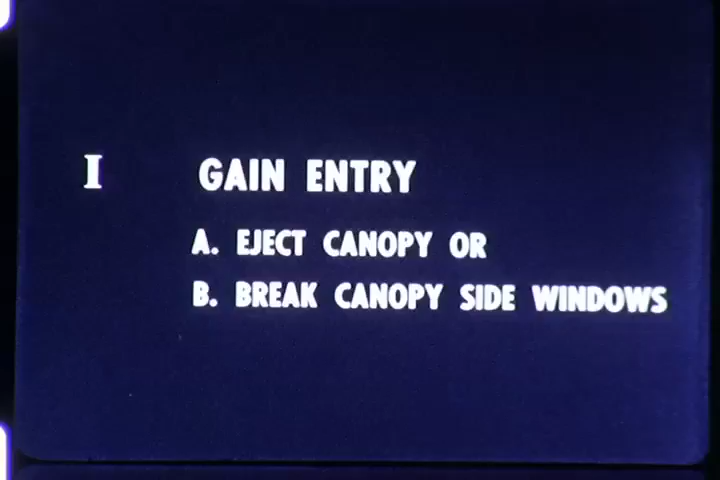 I GAIN ENTRY
A. EJECT CANOPY OR
B. BREAK CANOPY SIDE WINDOWS